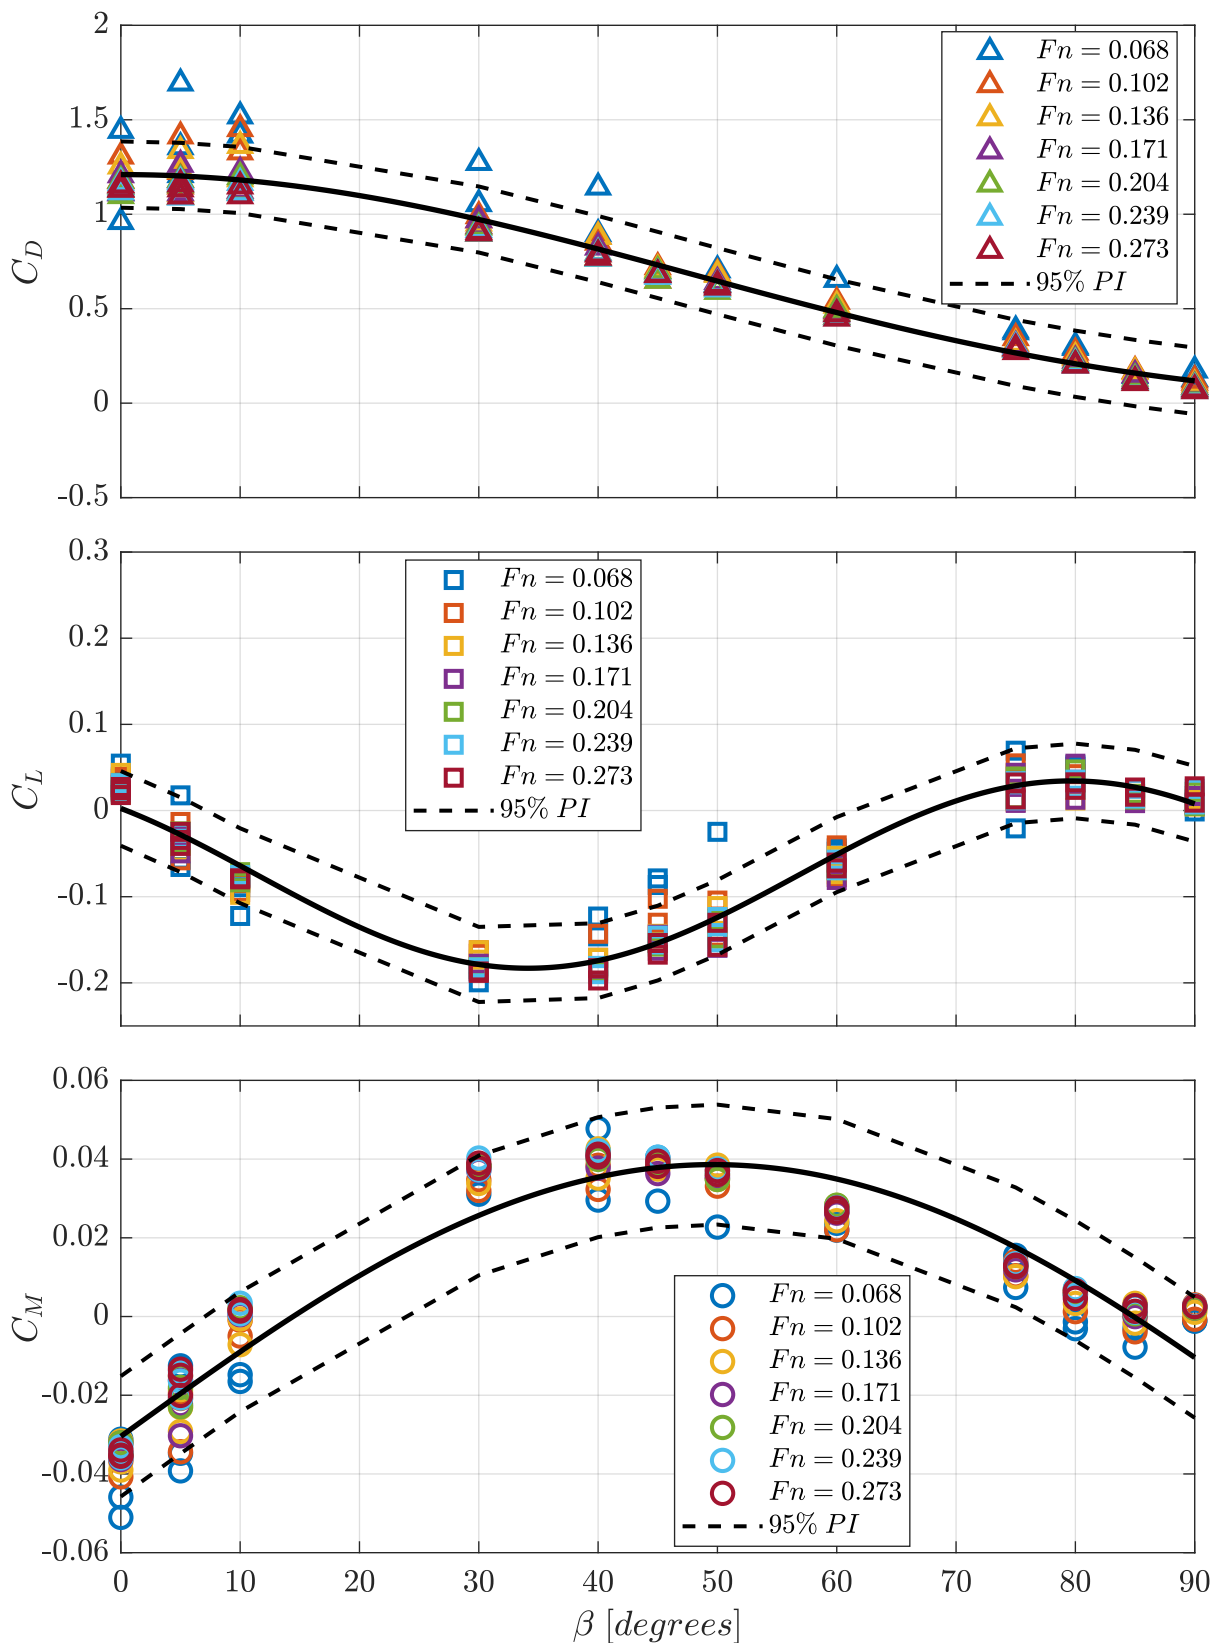 2
1.5
1
0.5
0
-0.5
C_D
Fn = 0.068
Fn = 0.102
Fn = 0.136
Fn = 0.171
Fn = 0.204
Fn = 0.239
Fn = 0.273
95% PI
0.3
0.2
0.1
0
-0.1
-0.2
C_L
Fn = 0.068
Fn = 0.102
Fn = 0.136
Fn = 0.171
Fn = 0.204
Fn = 0.239
Fn = 0.273
95% PI
0.06
0.04
0.02
0
-0.02
-0.04
-0.06
C_M
Fn = 0.068
Fn = 0.102
Fn = 0.136
Fn = 0.171
Fn = 0.204
Fn = 0.239
Fn = 0.273
95% PI
0 10 20 30 40 50 60 70 80 90
β [degrees]